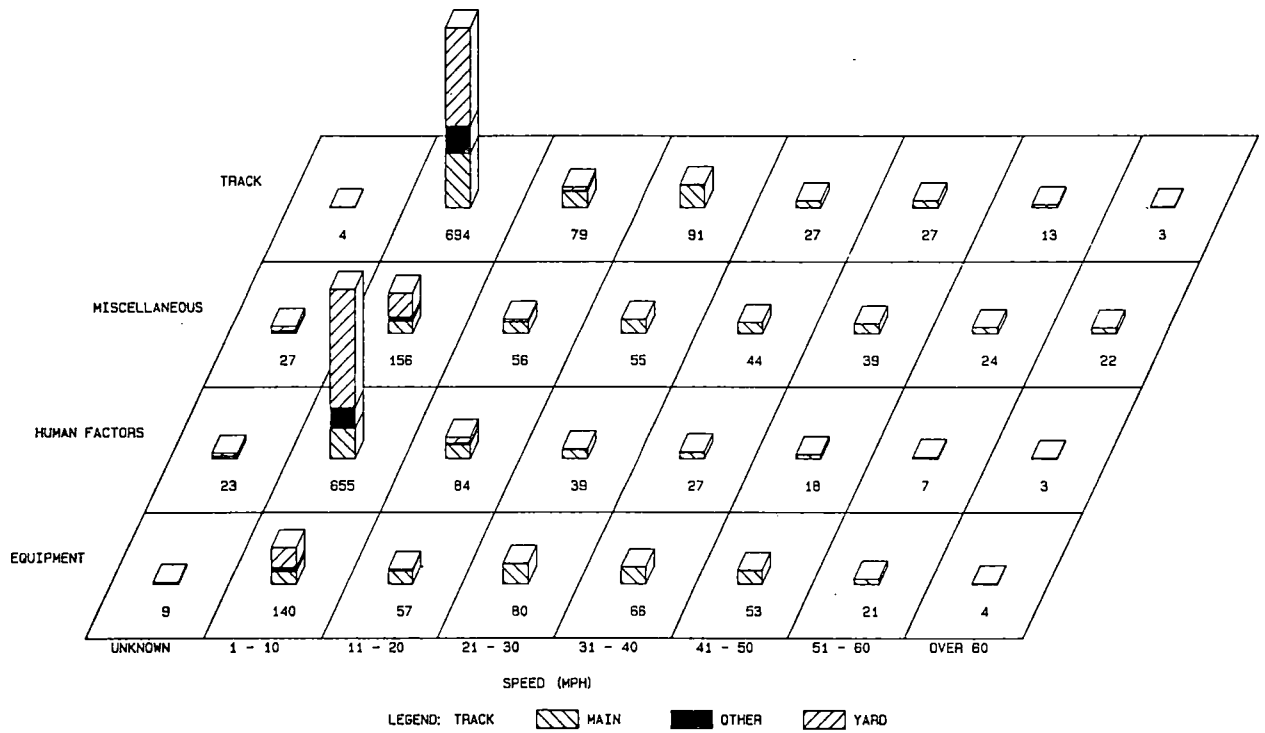 TRACK
4 694 79 91 27 27 13 3
MISCELLANEOUS
27 156 56 55 44 39 24 22
HUMAN FACTORS
23 655 84 39 27 18 7 3
EQUIPMENT
9 140 57 80 66 53 21 4
UNKNOWN 1 - 10 11 - 20 21 - 30 31 - 40 41 - 50 51 - 60 OVER 60
SPEED (MPH)
LEGEND: TRACK MAIN OTHER YARD